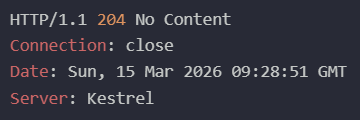 HTTP/1.1 204 No Content
Connection: close
Date: Sun, 15 Mar 2026 09:28:51 GMT
Server: Kestrel